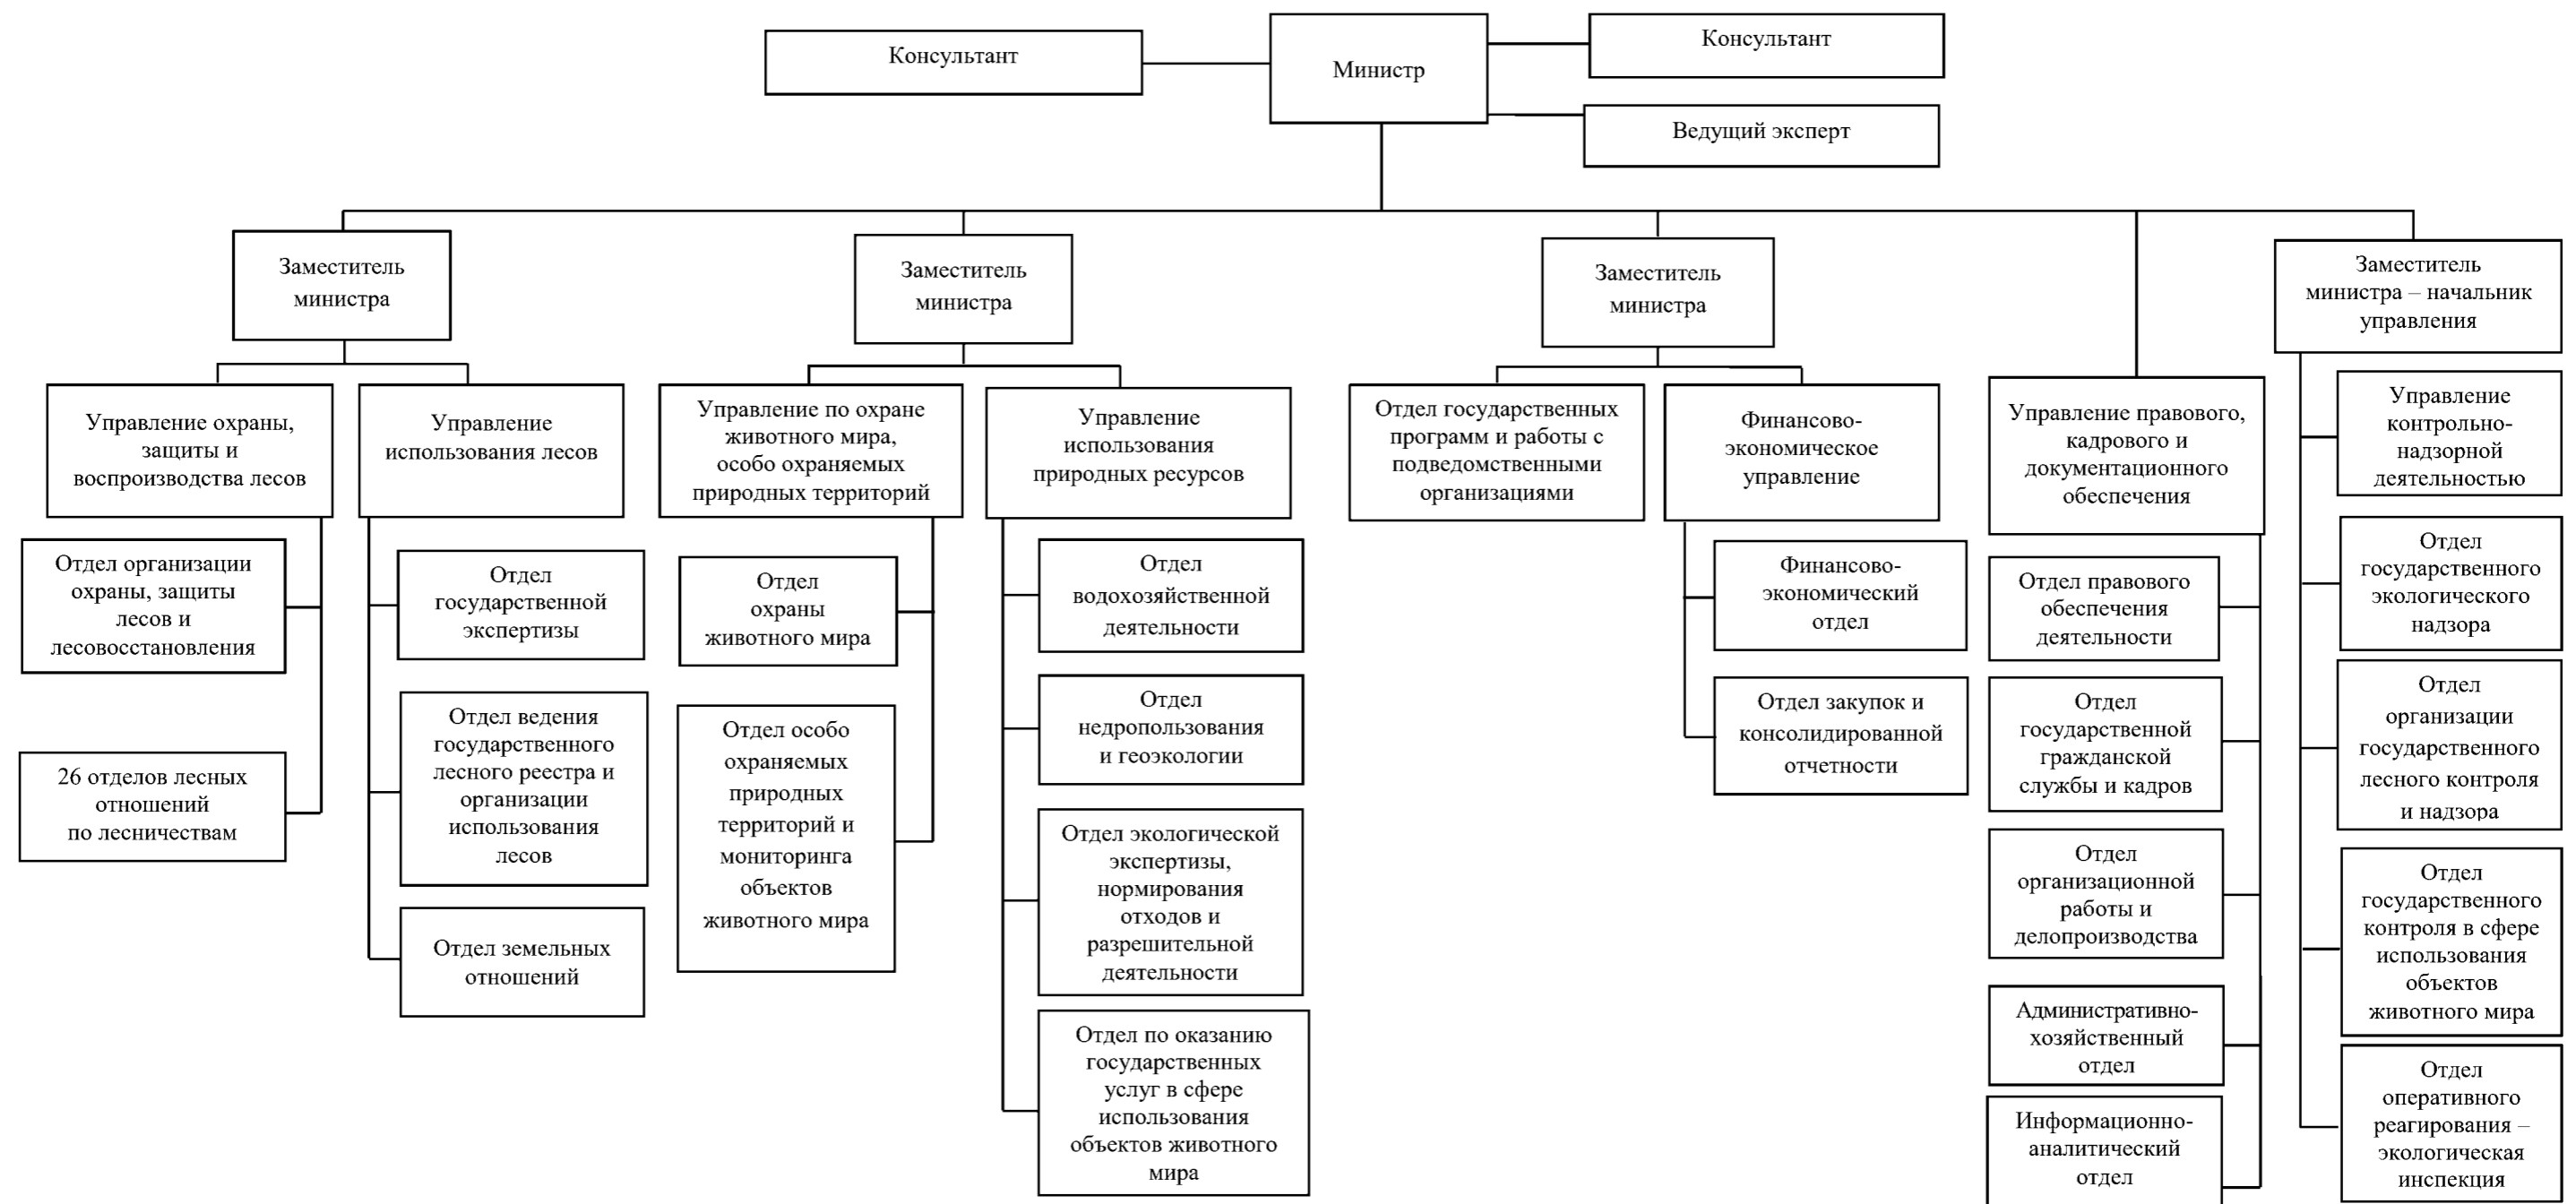 Консультант
Министр
Консультант
Ведущий эксперт
Заместитель
министра
Заместитель
министра
Заместитель
министра
Заместитель
министра – начальник
управления
Управление охраны,
защиты и
воспроизводства лесов
Управление
использования лесов
Управление по охране
животного мира,
особо охраняемых
природных территорий
Управление
использования
природных ресурсов
Отдел государственных
программ и работы с
подведомственными
организациями
Финансово-
экономическое
управление
Управление правового,
кадрового и
документационного
обеспечения
Управление
контрольно-
надзорной
деятельностью
Отдел организации
охраны, защиты
лесов и
лесовосстановления
26 отделов лесных
отношений
по лесничествам
Отдел
государственной
экспертизы
Отдел ведения
государственного
лесного реестра и
организации
использования
лесов
Отдел земельных
отношений
Отдел
охраны
животного мира
Отдел особо
охраняемых
природных
территорий и
мониторинга
объектов
животного мира
Отдел
водохозяйственной
деятельности
Отдел
недропользования
и геоэкологии
Отдел экологической
экспертизы,
нормирования
отходов и
разрешительной
деятельности
Отдел по оказанию
государственных
услуг в сфере
использования
объектов животного
мира
Финансово-
экономический
отдел
Отдел закупок и
консолидированной
отчетности
Отдел правового
обеспечения
деятельности
Отдел
государственной
гражданской
службы и кадров
Отдел
организационной
работы и
делопроизводства
Административно-
хозяйственный
отдел
Информационно-
аналитический
отдел
Отдел
государственного
экологического
надзора
Отдел
организации
государственного
лесного контроля
и надзора
Отдел
государственного
контроля в сфере
использования
объектов
животного мира
Отдел
оперативного
реагирования –
экологическая
инспекция